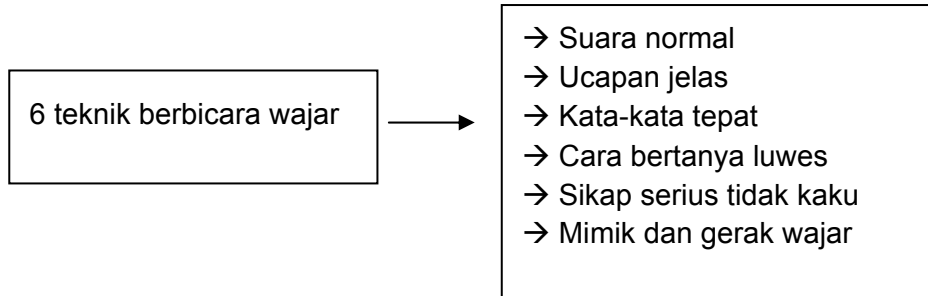 6 teknik berbicara wajar
→ Suara normal
→ Ucapan jelas
→ Kata-kata tepat
→ Cara bertanya luwes
→ Sikap serius tidak kaku
→ Mimik dan gerak wajar